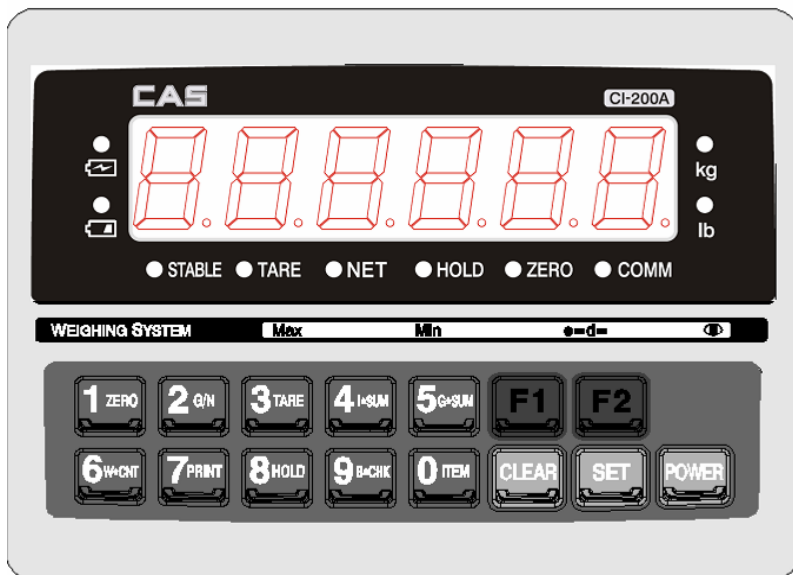 CAS
CI-200A
kg
lb
STABLE TARE NET HOLD ZERO COMM
WEIGHING SYSTEM Max Min e=d=
1 ZERO 2 G/N 3 TARE 4 I•SUM 5 G•SUM F1 F2
6 W•CNT 7 PRINT 8 HOLD 9 B•CHK 0 ITEM CLEAR SET POWER